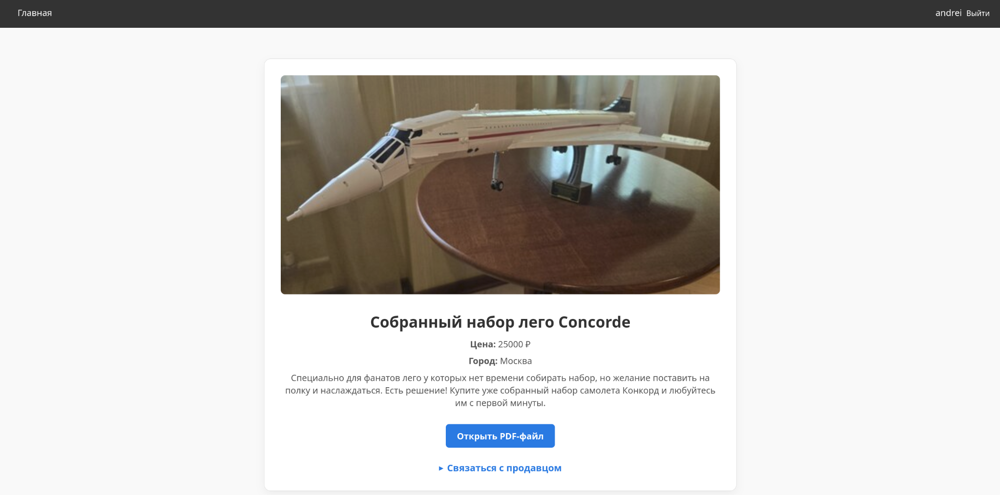 Главная
andrei Выйти
Concorde
Собранный набор лего Concorde
Цена: 25000 ₽
Город: Москва
Специально для фанатов лего у которых нет времени собирать набор, но желание поставить на
полку и наслаждаться. Есть решение! Купите уже собранный набор самолета Конкорд и любуйтесь
им с первой минуты.
Открыть PDF-файл
▸ Связаться с продавцом